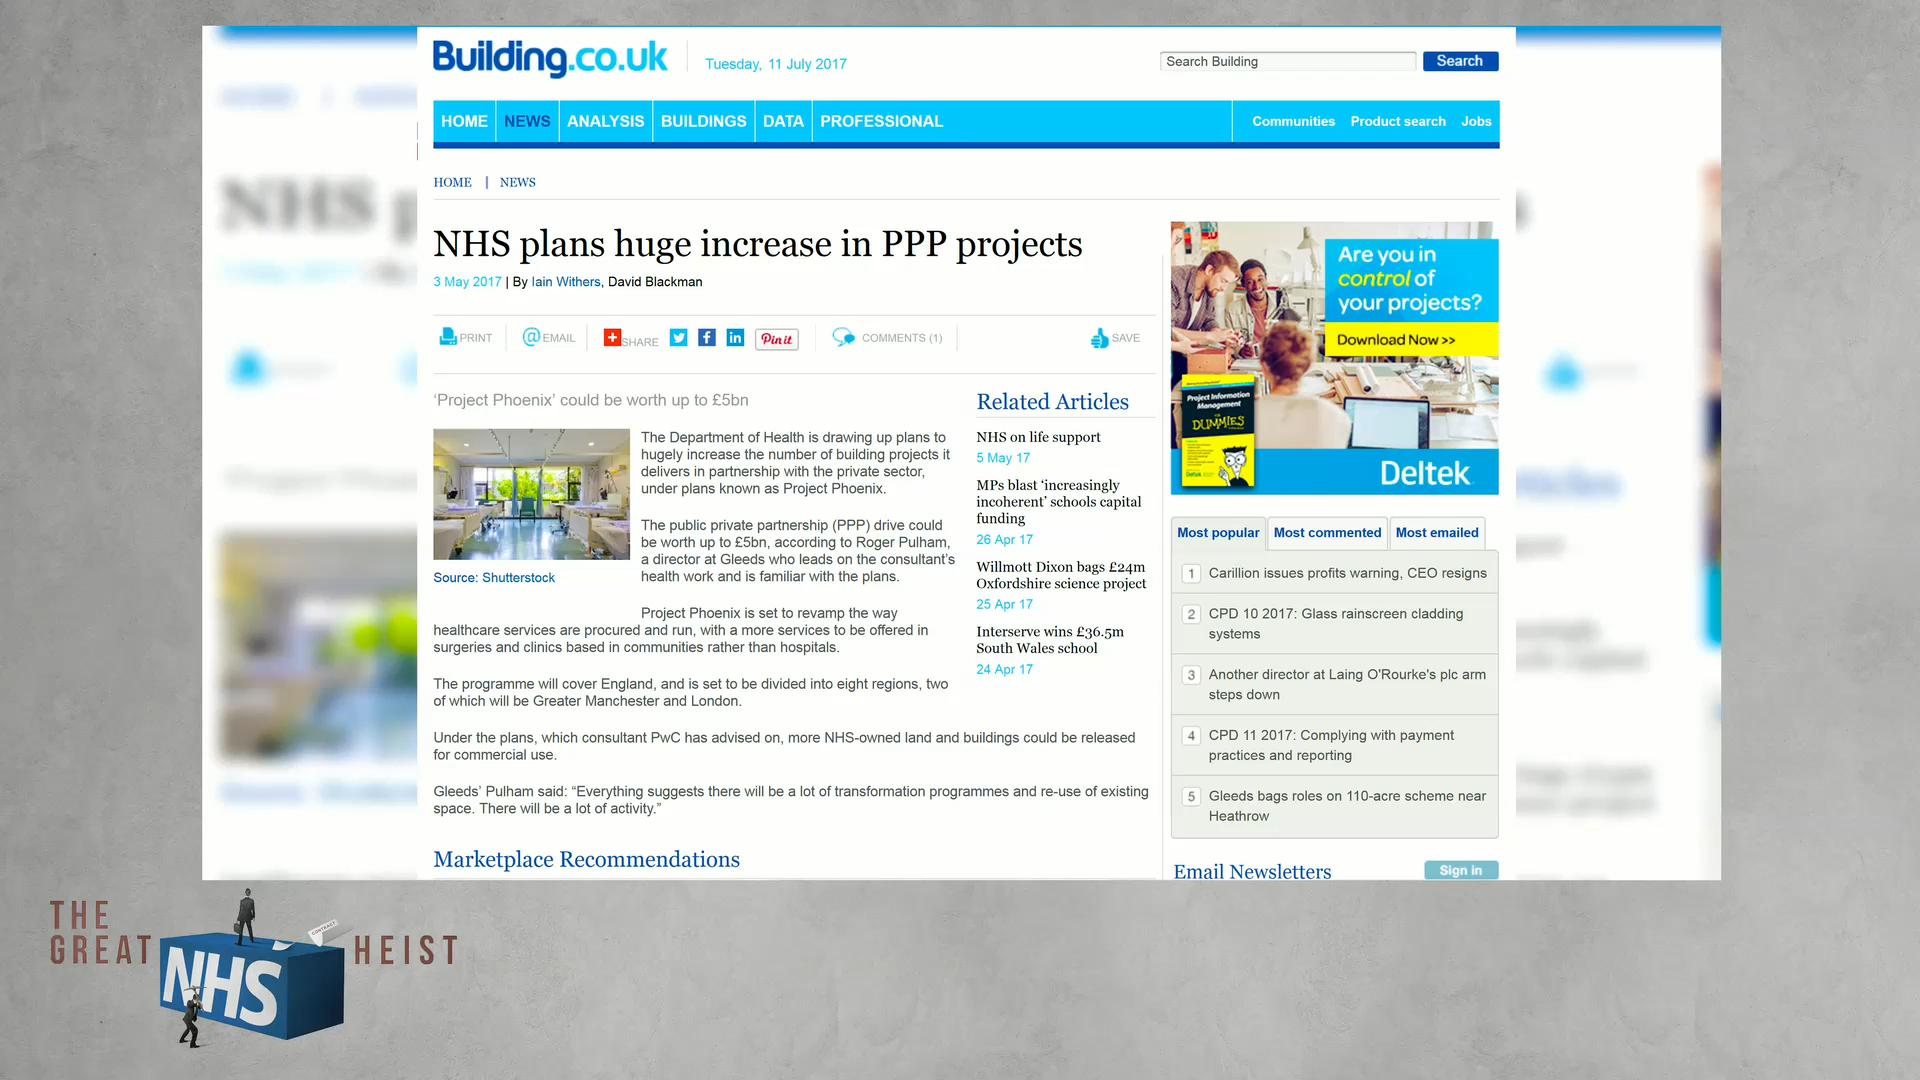 Building.co.uk
Tuesday, 11 July 2017
Search Building
Search
HOME NEWS ANALYSIS BUILDINGS DATA PROFESSIONAL
Communities Product search Jobs
HOME | NEWS
NHS plans huge increase in PPP projects
3 May 2017 | By Iain Withers, David Blackman
PRINT @EMAIL SHARE Pin it COMMENTS (1) SAVE
‘Project Phoenix’ could be worth up to £5bn
The Department of Health is drawing up plans to
hugely increase the number of building projects it
delivers in partnership with the private sector,
under plans known as Project Phoenix.
The public private partnership (PPP) drive could
be worth up to £5bn, according to Roger Pulham,
a director at Gleeds who leads on the consultant’s
health work and is familiar with the plans.
Source: Shutterstock
Project Phoenix is set to revamp the way
healthcare services are procured and run, with a more services to be offered in
surgeries and clinics based in communities rather than hospitals.
The programme will cover England, and is set to be divided into eight regions, two
of which will be Greater Manchester and London.
Under the plans, which consultant PwC has advised on, more NHS-owned land and buildings could be released
for commercial use.
Gleeds’ Pulham said: “Everything suggests there will be a lot of transformation programmes and re-use of existing
space. There will be a lot of activity.”
Marketplace Recommendations
Related Articles
NHS on life support
5 May 17
MPs blast ‘increasingly
incoherent’ schools capital
funding
26 Apr 17
Willmott Dixon bags £24m
Oxfordshire science project
25 Apr 17
Interserve wins £36.5m
South Wales school
24 Apr 17
Are you in
control of
your projects?
Download Now >>
Project Information
Management
FOR
DUMMIES
Deltek
Most popular Most commented Most emailed
1 Carillion issues profits warning, CEO resigns
2 CPD 10 2017: Glass rainscreen cladding
systems
3 Another director at Laing O'Rourke's plc arm
steps down
4 CPD 11 2017: Complying with payment
practices and reporting
5 Gleeds bags roles on 110-acre scheme near
Heathrow
Email Newsletters
Sign in
THE
GREAT
NHS
HEIST
CONTRACT